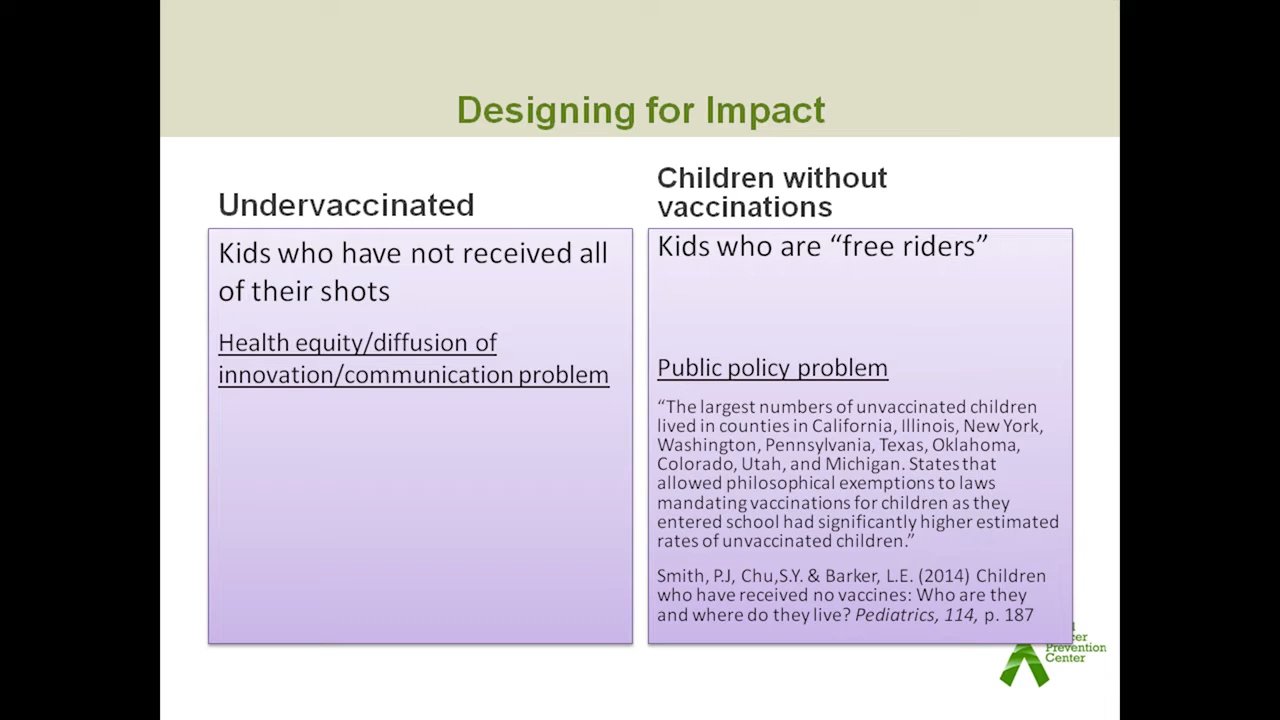 Designing for Impact
Undervaccinated
Kids who have not received all
of their shots
Health equity/diffusion of
innovation/communication problem
Children without
vaccinations
Kids who are “free riders”
Public policy problem
“The largest numbers of unvaccinated children
lived in counties in California, Illinois, New York,
Washington, Pennsylvania, Texas, Oklahoma,
Colorado, Utah, and Michigan. States that
allowed philosophical exemptions to laws
mandating vaccinations for children as they
entered school had significantly higher estimated
rates of unvaccinated children.”
Smith, P.J, Chu,S.Y. & Barker, L.E. (2014) Children
who have received no vaccines: Who are they
and where do they live? Pediatrics, 114, p. 187
Prevention
Center